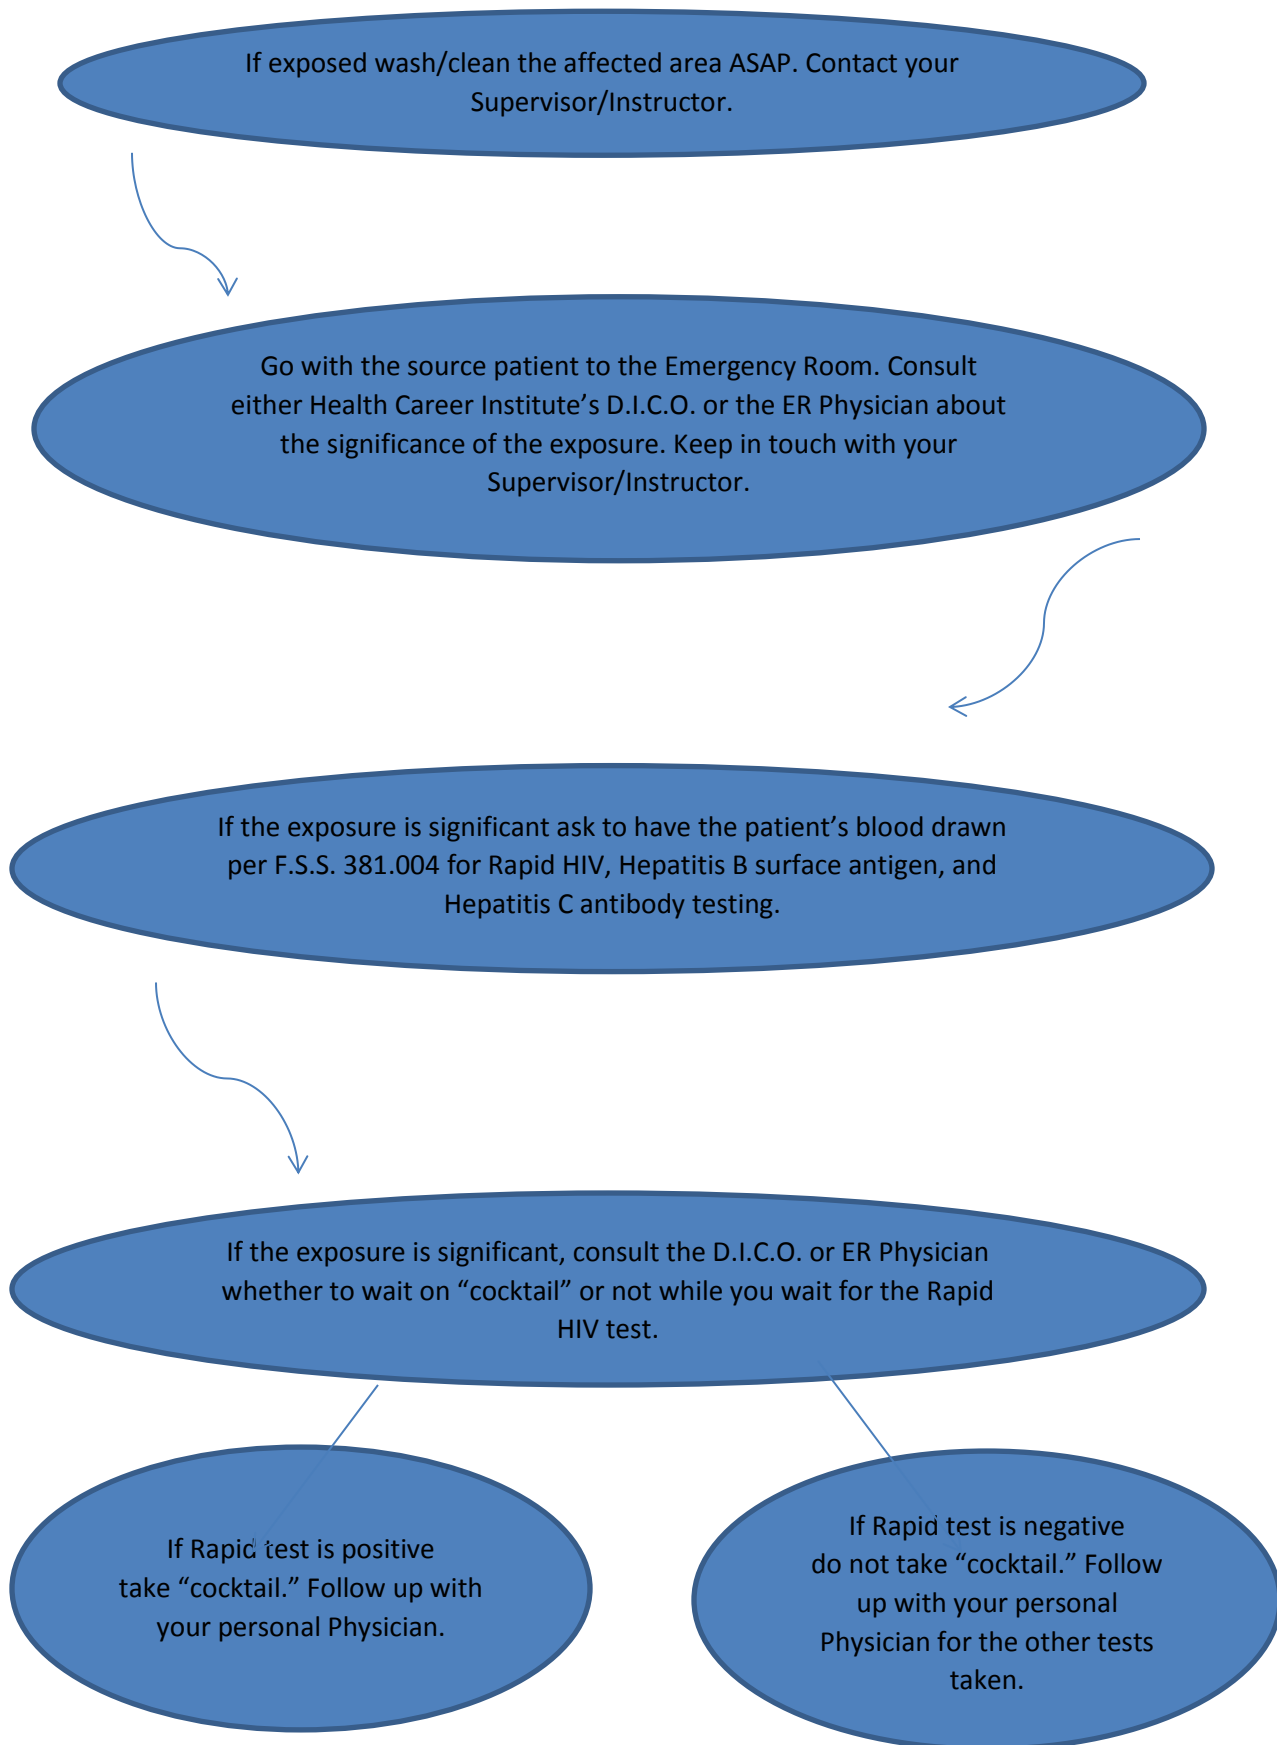 If exposed wash/clean the affected area ASAP. Contact your
Supervisor/Instructor.
Go with the source patient to the Emergency Room. Consult
either Health Career Institute’s D.I.C.O. or the ER Physician about
the significance of the exposure. Keep in touch with your
Supervisor/Instructor.
If the exposure is significant ask to have the patient’s blood drawn
per F.S.S. 381.004 for Rapid HIV, Hepatitis B surface antigen, and
Hepatitis C antibody testing.
If the exposure is significant, consult the D.I.C.O. or ER Physician
whether to wait on “cocktail” or not while you wait for the Rapid
HIV test.
If Rapid test is positive
take “cocktail.” Follow up with
your personal Physician.
If Rapid test is negative
do not take “cocktail.” Follow
up with your personal
Physician for the other tests
taken.